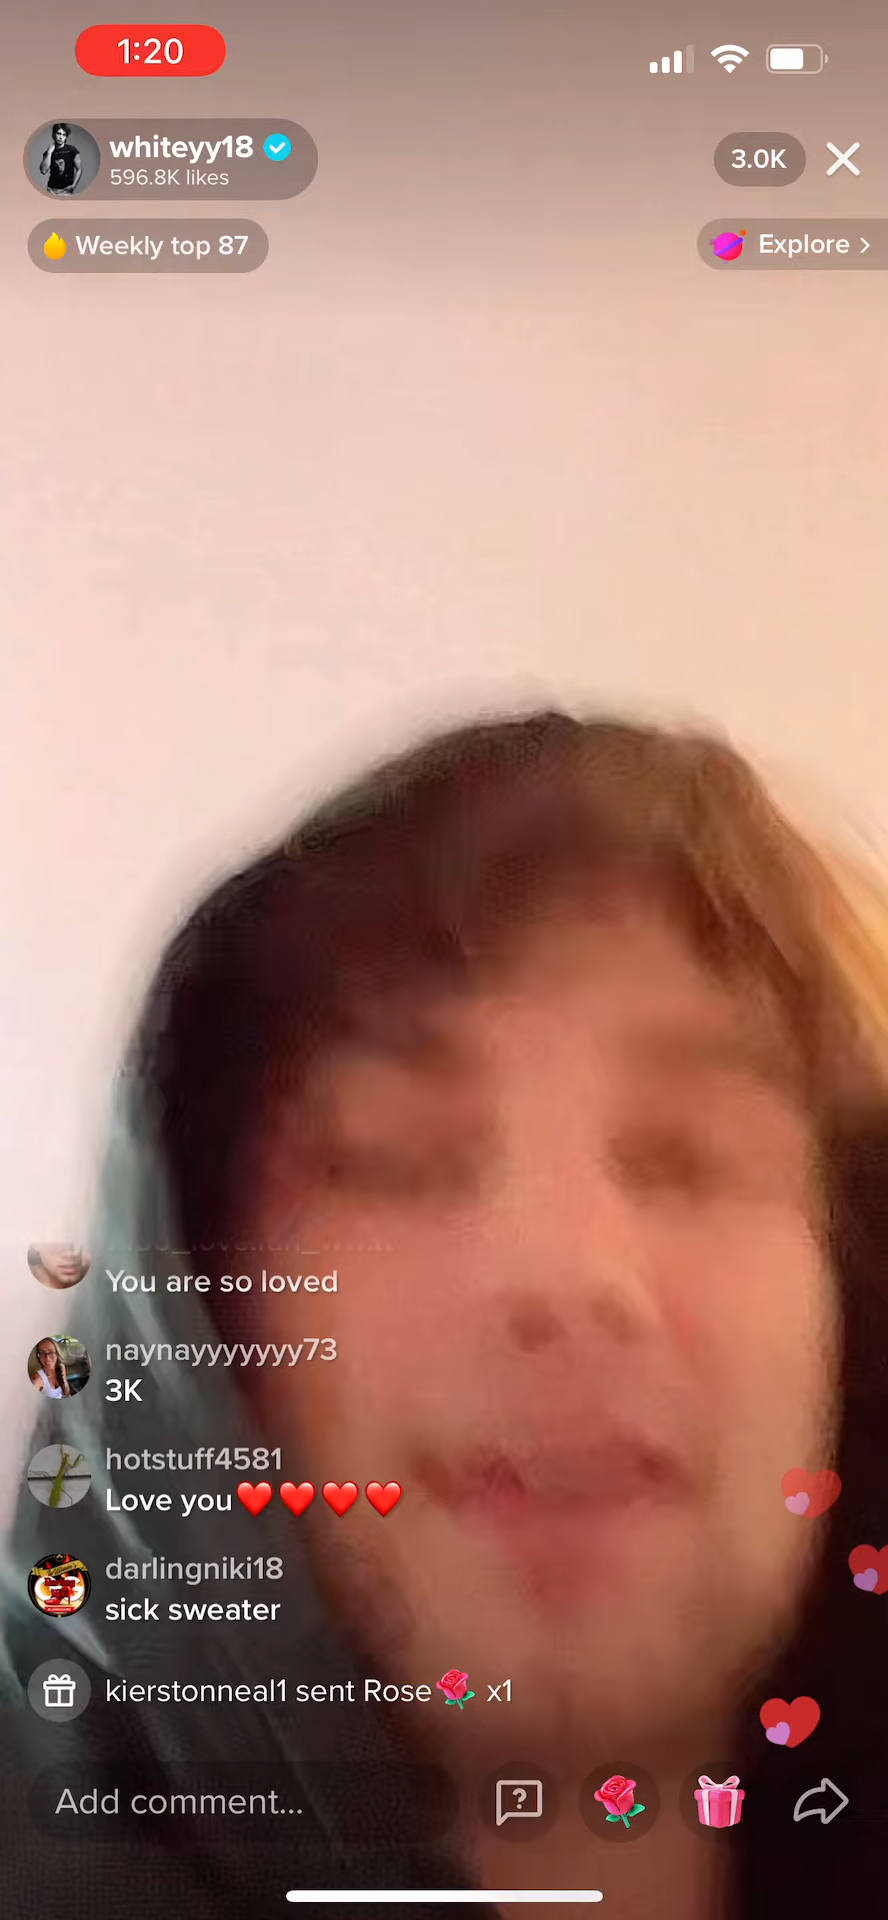 1:20
whiteyy18
596.8K likes
3.0K
Weekly top 87
Explore >
You are so loved
naynayyyyyyy73
3K
hotstuff4581
Love you❤️❤️❤️❤️
darlingniki18
sick sweater
kierstonneal1 sent Rose🌹 x1
Add comment...